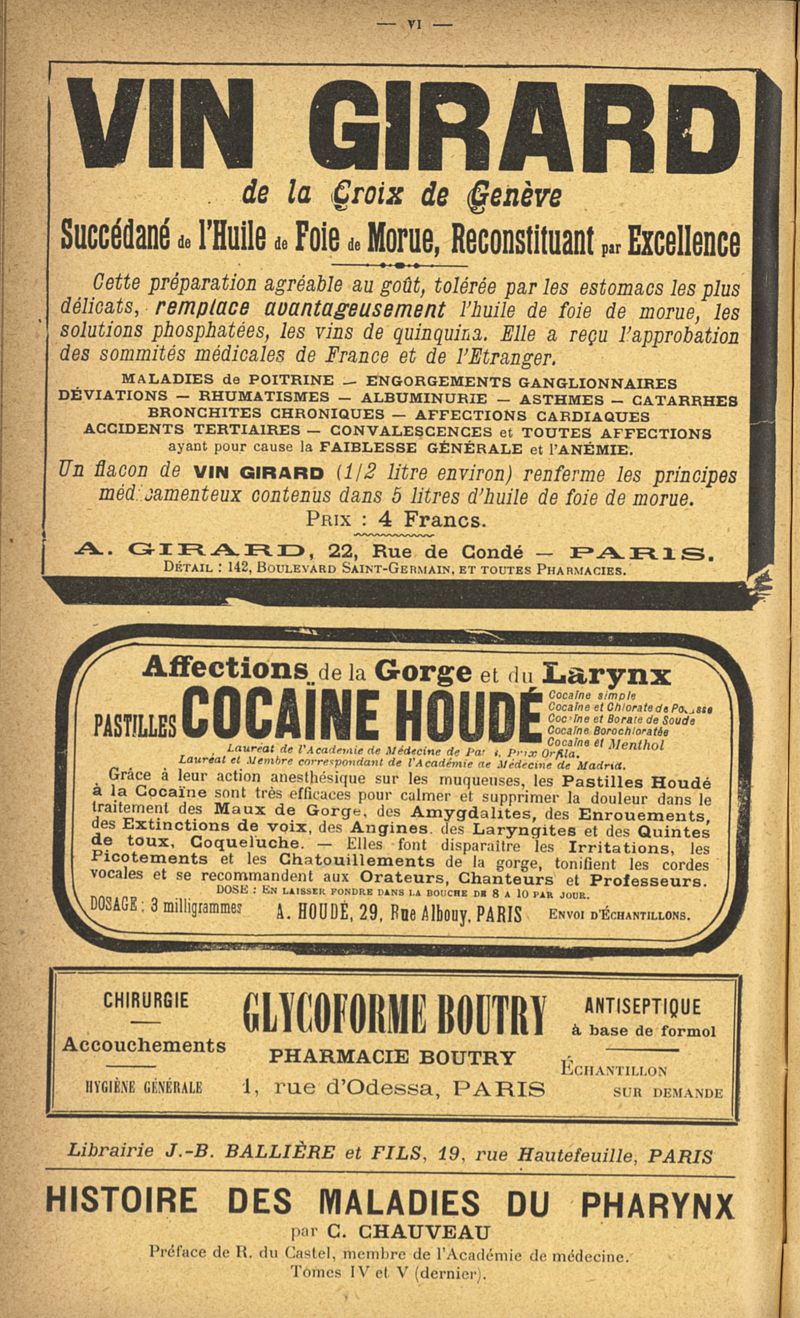 — VI —
VIN GIRARD
de la Croix de Genève
Succédané de l'Huile de Foie de Morue, Reconstituant par Excellence
Cette préparation agréable au goût, tolérée par les estomacs les plus
délicats, remplace avantageusement l'huile de foie de morue, les
solutions phosphatées, les vins de quinquina. Elle a reçu l'approbation
des sommités médicales de France et de l'Etranger.
MALADIES de POITRINE — ENGORGEMENTS GANGLIONNAIRES
DÉVIATIONS — RHUMATISMES — ALBUMINURIE — ASTHMES — CATARRHES
BRONCHITES CHRONIQUES — AFFECTIONS CARDIAQUES
ACCIDENTS TERTIAIRES — CONVALESCENCES et TOUTES AFFECTIONS
ayant pour cause la FAIBLESSE GÉNÉRALE et l'ANÉMIE.
Un flacon de VIN GIRARD (1/2 litre environ) renferme les principes
médicamenteux contenus dans 5 litres d'huile de foie de morue.
PRIX : 4 Francs.
A. GIRARD, 22, Rue de Condé — PARIS.
DÉTAIL : 142, BOULEVARD SAINT-GERMAIN, ET TOUTES PHARMACIES.
Affections de la Gorge et du Larynx
PASTILLES COCAÏNE HOUDÉ
Cocaïne simple
Cocaïne et Chlorate de Potasse
Cocaïne et Borate de Soude
Cocaïne Borochloratée
Cocaïne et Menthol
Lauréat de l'Academie de Médecine de Paris, Prix Orfila.
Lauréat et Membre correspondant de l'Académie de Médecine de Madrid.
Grâce à leur action anesthésique sur les muqueuses, les Pastilles Houdé
à la Cocaïne sont très efficaces pour calmer et supprimer la douleur dans le
traitement des Maux de Gorge, des Amygdalites, des Enrouements,
des Extinctions de voix, des Angines, des Laryngites et des Quintes
de toux, Coqueluche. — Elles font disparaître les Irritations, les
Picotements et les Chatouillements de la gorge, tonifient les cordes
vocales et se recommandent aux Orateurs, Chanteurs et Professeurs.
DOSE : EN LAISSER FONDRE DANS LA BOUCHE DE 8 A 10 PAR JOUR.
DOSAGE : 3 milligrammes A. HOUDÉ, 29, Rue Albouy, PARIS ENVOI D'ÉCHANTILLONS.
CHIRURGIE
Accouchements
HYGIÈNE GÉNÉRALE
GLYCOFORME BOUTRY
PHARMACIE BOUTRY
1, rue d'Odessa, PARIS
ANTISEPTIQUE
à base de formol
ÉCHANTILLON
SUR DEMANDE
Librairie J.-B. BALLIÈRE et FILS, 19, rue Hautefeuille, PARIS
HISTOIRE DES MALADIES DU PHARYNX
par C. CHAUVEAU
Préface de R. du Castel, membre de l'Académie de médecine.
Tomes IV et V (dernier).